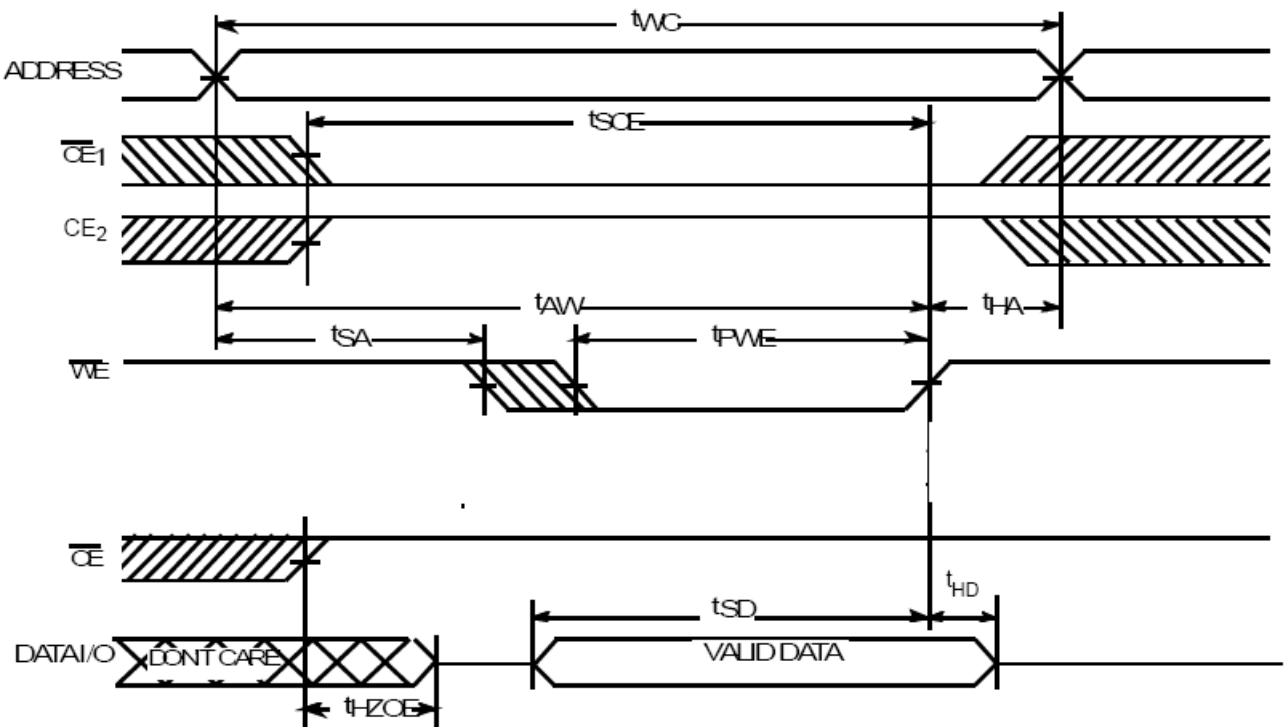 tWC
ADDRESS
tSCE
CE1
CE2
tAW
tHA
tSA
tPWE
WE
OE
tHD
tSD
DATA I/O
DON'T CARE
VALID DATA
tHZOE